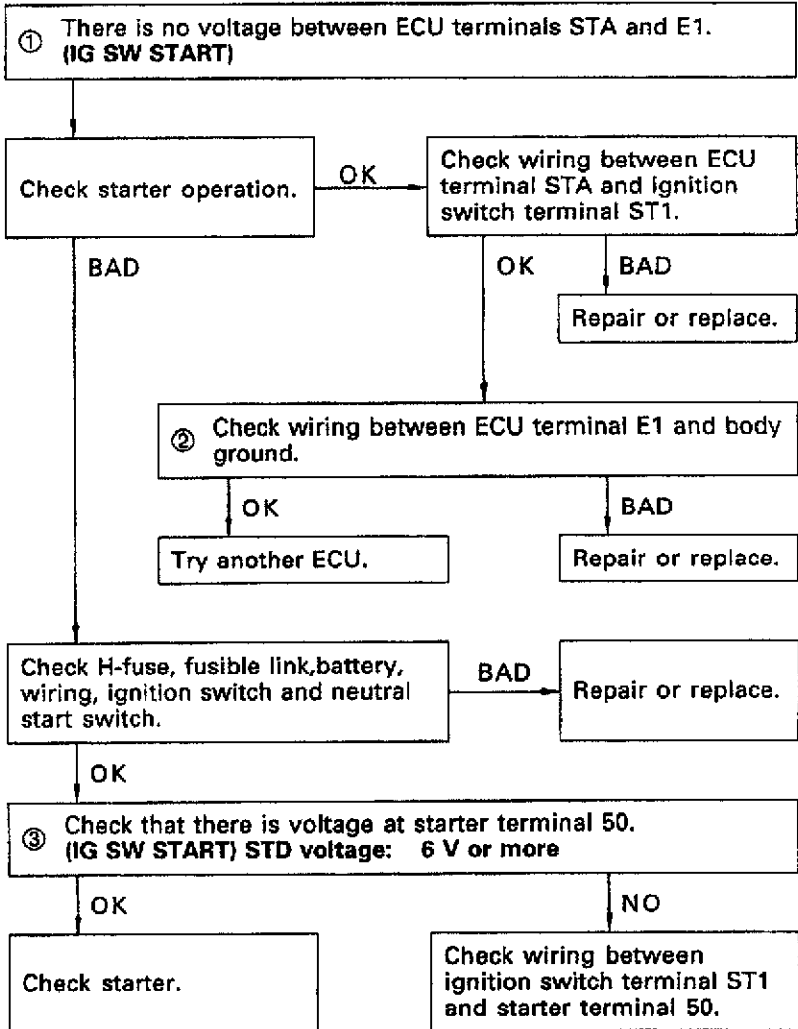 ① There is no voltage between ECU terminals STA and E1.
(IG SW START)
Check starter operation.
OK
Check wiring between ECU
terminal STA and ignition
switch terminal ST1.
BAD
OK
BAD
Repair or replace.
② Check wiring between ECU terminal E1 and body
ground.
OK
BAD
Try another ECU.
Repair or replace.
Check H-fuse, fusible link,battery,
wiring, ignition switch and neutral
start switch.
BAD
Repair or replace.
OK
③ Check that there is voltage at starter terminal 50.
(IG SW START) STD voltage: 6 V or more
OK
NO
Check starter.
Check wiring between
ignition switch terminal ST1
and starter terminal 50.